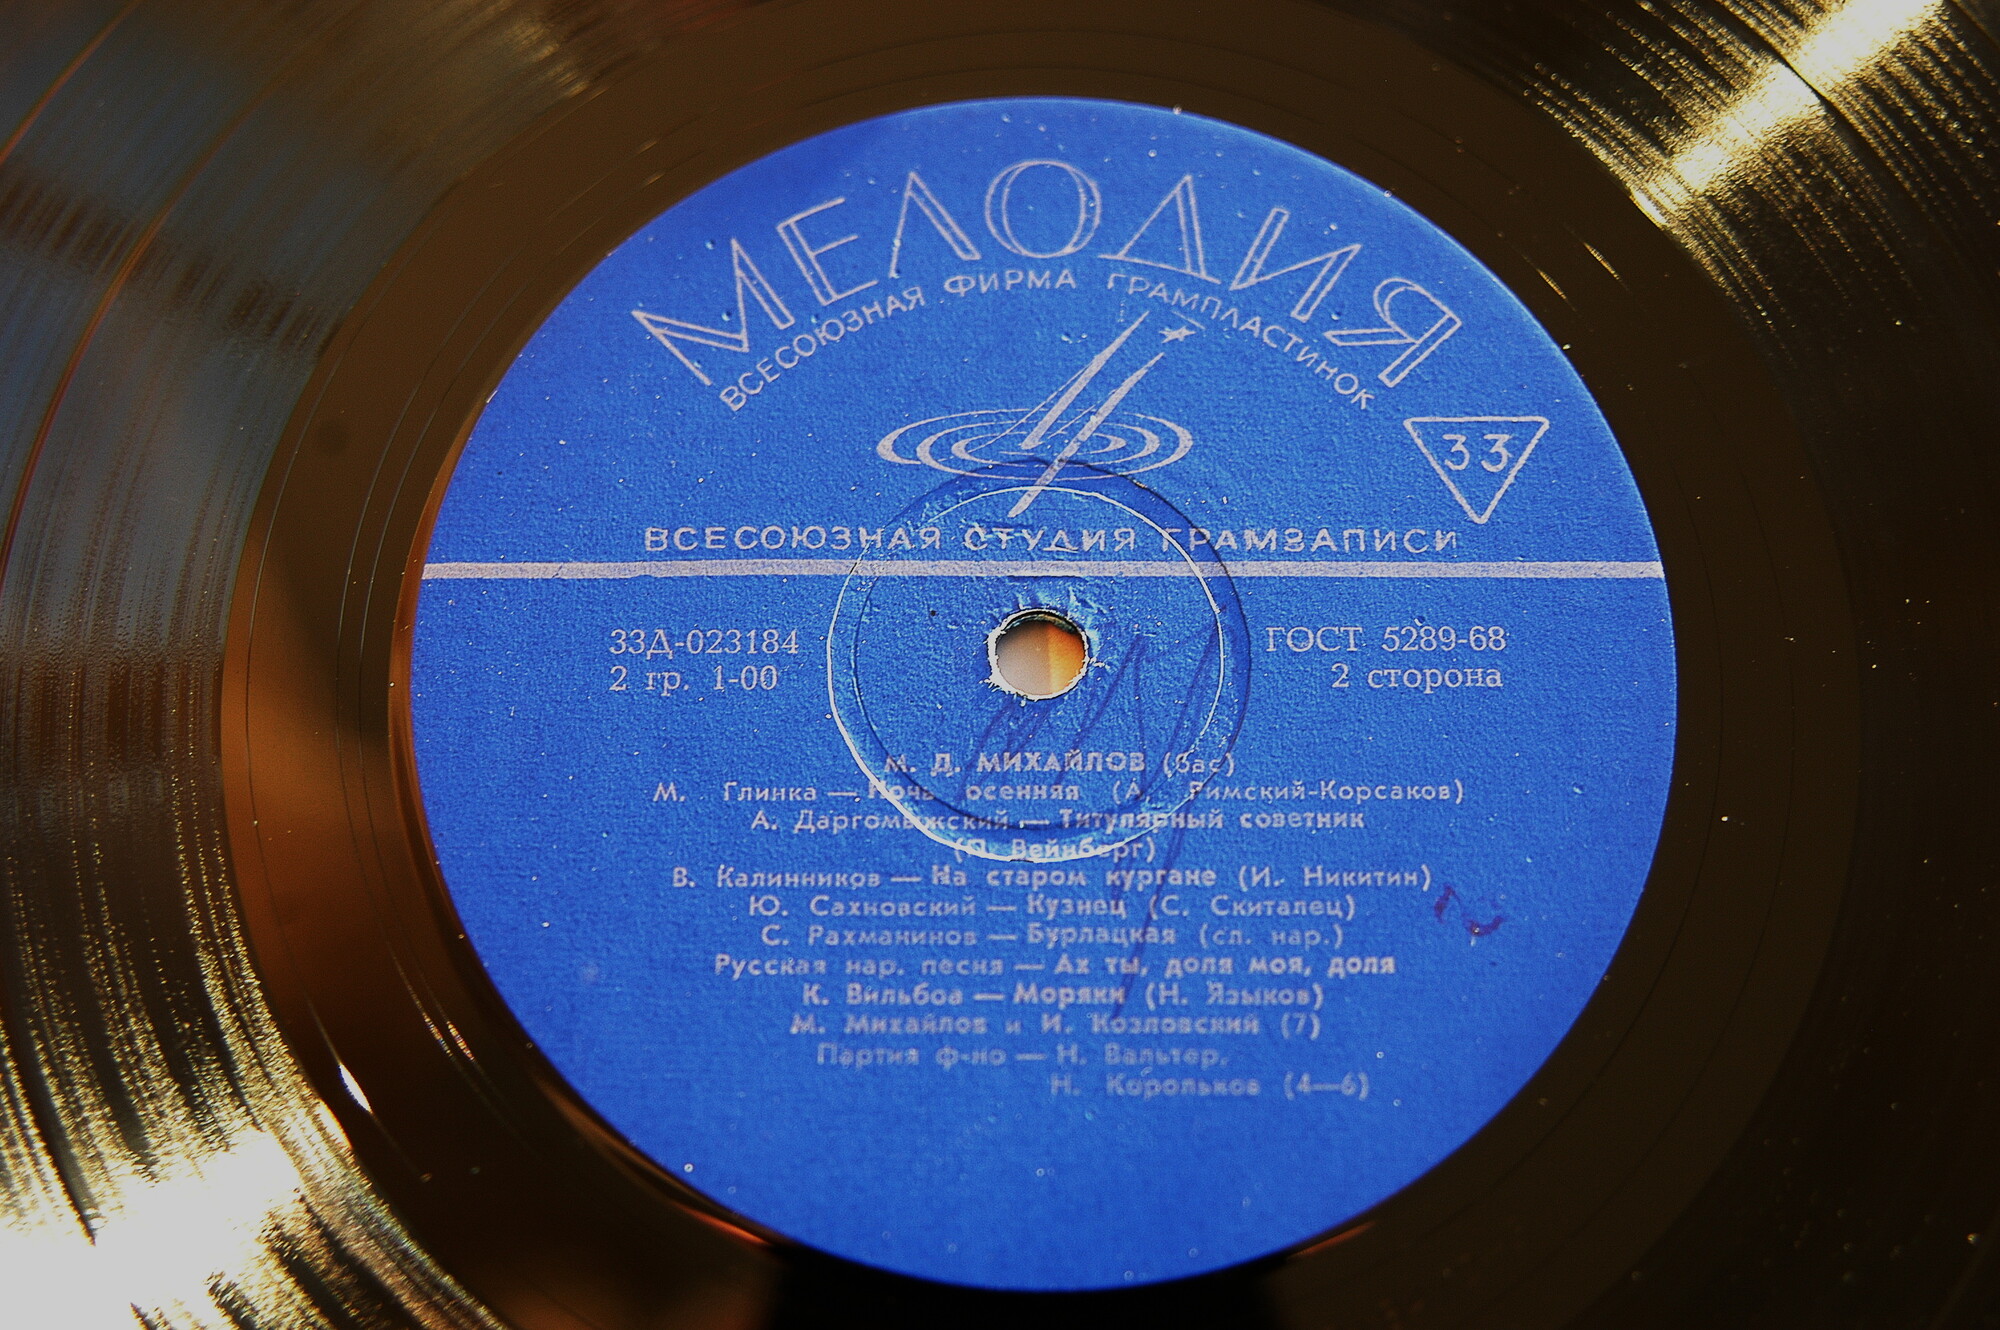 МЕЛОДИЯ
ВСЕСОЮЗНАЯ ФИРМА ГРАМПЛАСТИНОК
33
ВСЕСОЮЗНАЯ СТУДИЯ ГРАМЗАПИСИ
33Д-023184
ГОСТ 5289-68
2 гр. 1-00
2 сторона
М. Д. МИХАЙЛОВ (бас)
М. Глинка — Ночь осенняя (А. Римский-Корсаков)
А. Даргомыжский — Титулярный советник
(П. Вейнберг)
В. Калинников — На старом кургане (И. Никитин)
Ю. Сахновский — Кузнец (С. Скиталец)
С. Рахманинов — Бурлацкая (сл. нар.)
Русская нар. песня — Ах ты, доля моя, доля
К. Вильбоа — Моряки (Н. Языков)
М. Михайлов и И. Козловский (7)
Партия ф-но — Н. Вальтер,
Н. Корольков (4—6)